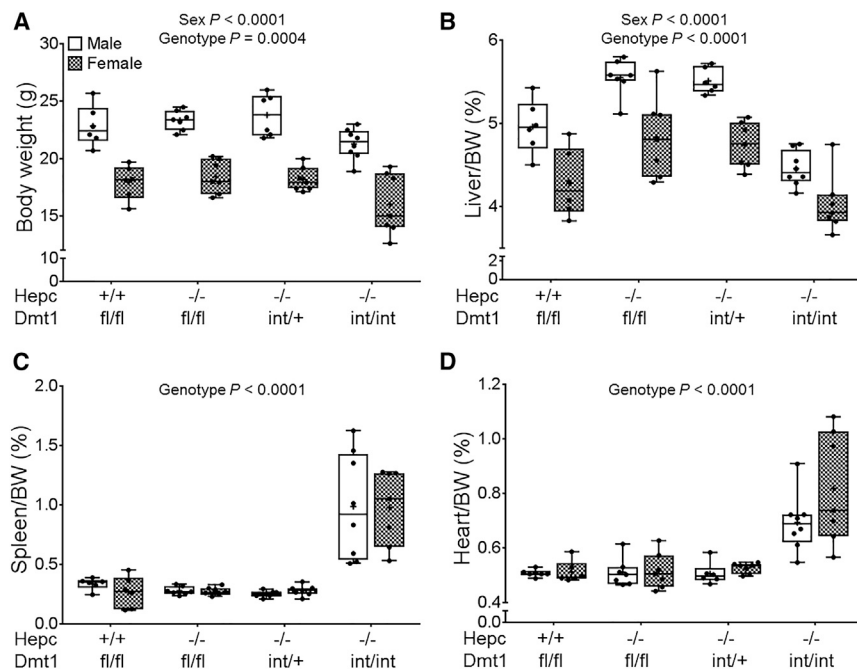 A
Sex P < 0.0001
Genotype P = 0.0004
Male
Female
Body weight (g)
30
25
20
15
10
0
Hepc +/+ -/- -/- -/-
Dmt1 fl/fl fl/fl int/+ int/int
B
Sex P < 0.0001
Genotype P < 0.0001
Liver/BW (%)
6
5
4
2
0
Hepc +/+ -/- -/- -/-
Dmt1 fl/fl fl/fl int/+ int/int
C
Genotype P < 0.0001
Spleen/BW (%)
2.0
1.5
1.0
0.5
0.0
Hepc +/+ -/- -/- -/-
Dmt1 fl/fl fl/fl int/+ int/int
D
Genotype P < 0.0001
Heart/BW (%)
1.2
1.0
0.8
0.6
0.4
0.0
Hepc +/+ -/- -/- -/-
Dmt1 fl/fl fl/fl int/+ int/int